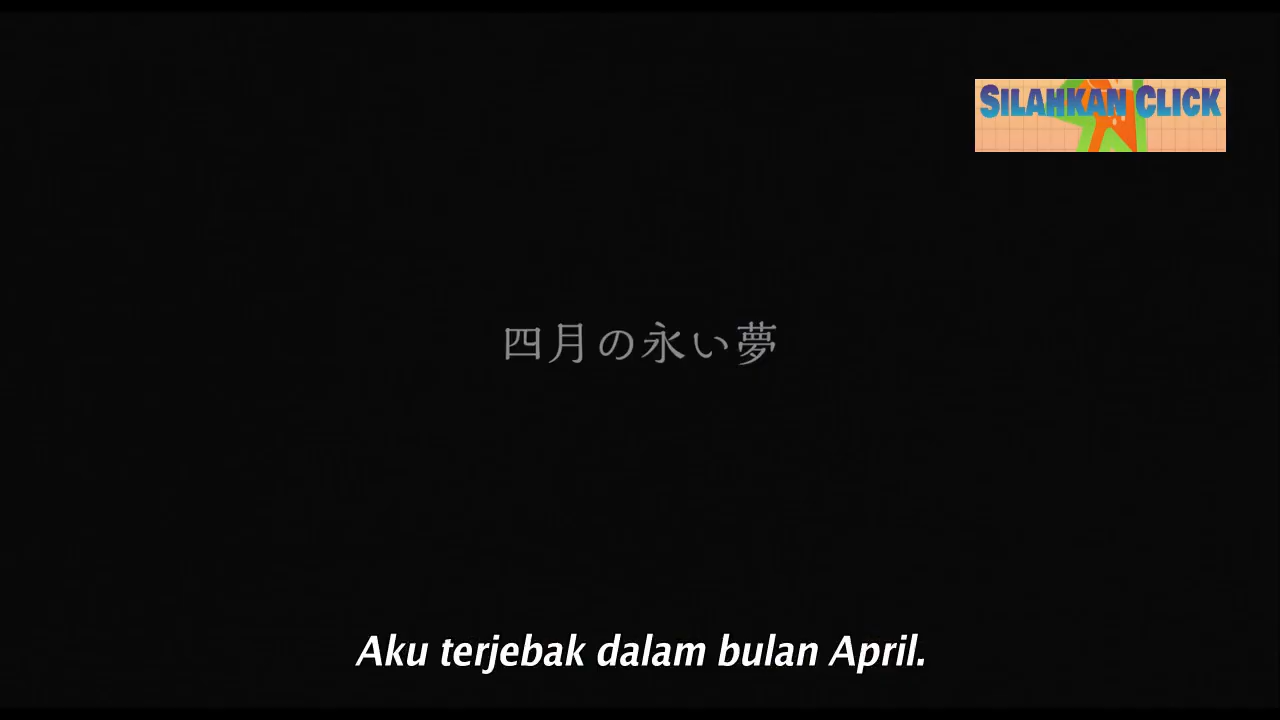 SILAHKAN CLICK
四月の永い夢
Aku terjebak dalam bulan April.